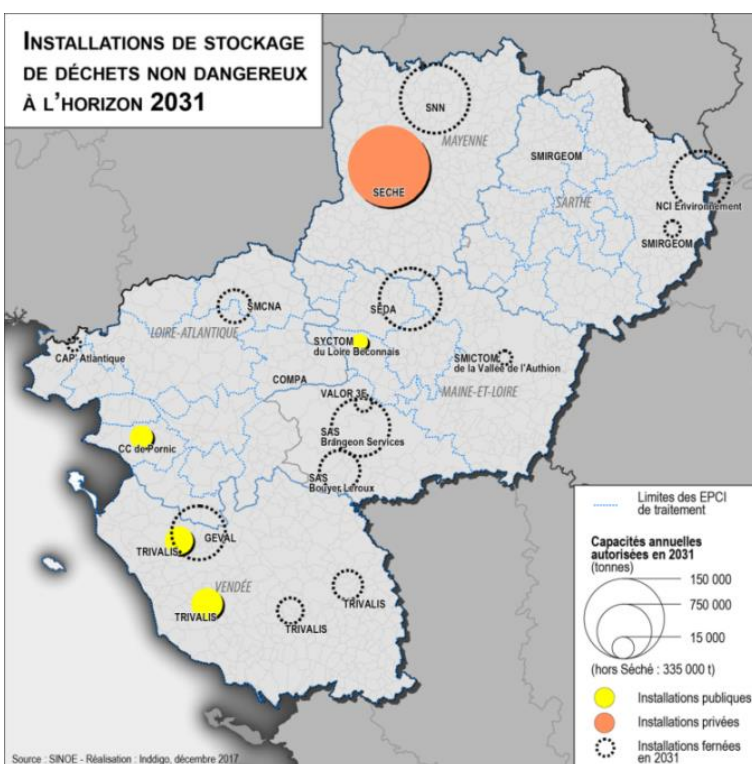 INSTALLATIONS DE STOCKAGE
DE DÉCHETS NON DANGEREUX
À L'HORIZON 2031
SNN
MAYENNE
SECHE
SMIRGEOM
SARTHE
NCI Environnement
SMIRGEOM
SMCNA
LOIRE-ATLANTIQUE
SEDA
CAP' Atlantique
SYCTOM
du Loire Béconnais
SMICTOM
de la Vallée de l'Authion
COMPA
MAINE-ET-LOIRE
VALOR 3E
SAS
Brangeon Services
CC de Pornic
SAS
Bouyer Leroux
GEVAL
TRIVALIS
VENDÉE
TRIVALIS
TRIVALIS
TRIVALIS
Limites des EPCI
de traitement
Capacités annuelles
autorisées en 2031
(tonnes)
150 000
750 000
15 000
(hors Séché : 335 000 t)
Installations publiques
Installations privées
Installations fernées
en 2031
Source : SINOE - Réalisation : Inddigo, décembre 2017